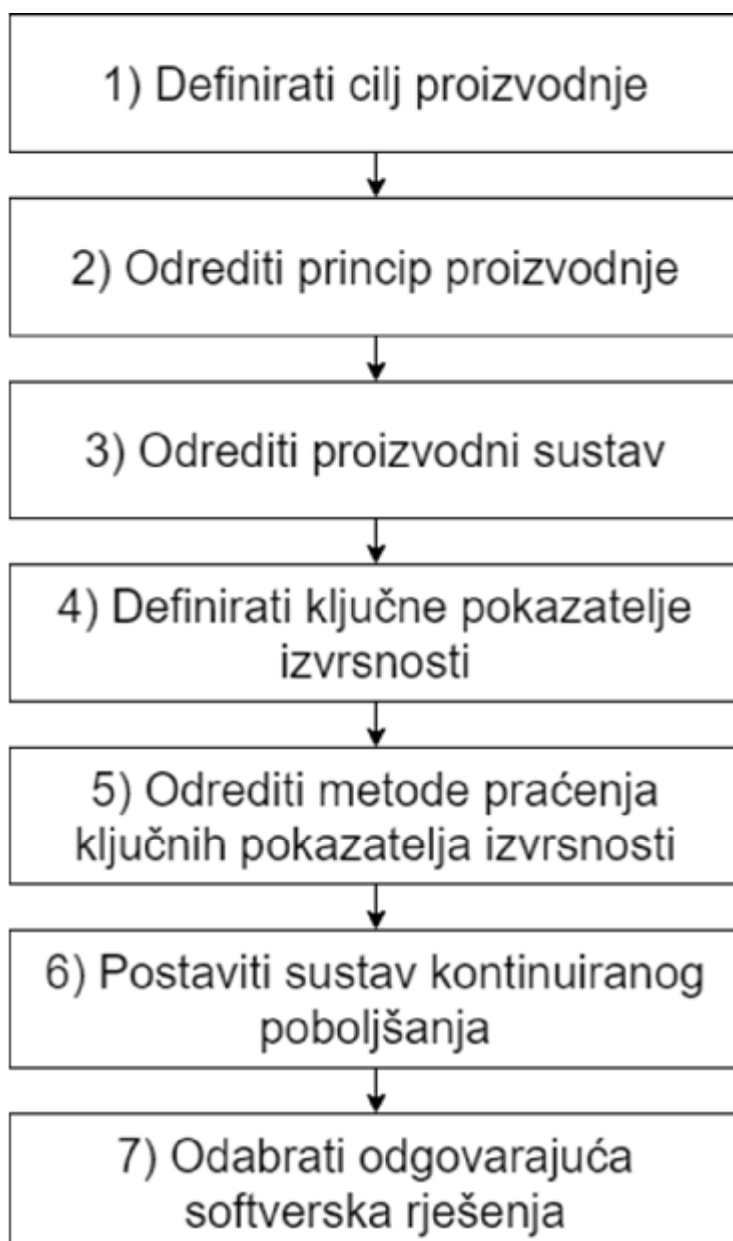 1) Definirati cilj proizvodnje
2) Odrediti princip proizvodnje
3) Odrediti proizvodni sustav
4) Definirati ključne pokazatelje
izvrsnosti
5) Odrediti metode praćenja
ključnih pokazatelja izvrsnosti
6) Postaviti sustav kontinuiranog
poboljšanja
7) Odabrati odgovarajuća
softverska rješenja